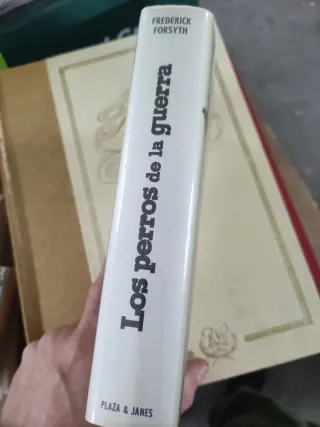 FREDERICK
FORSYTH
Los perros de la guerra
PLAZA & JANES